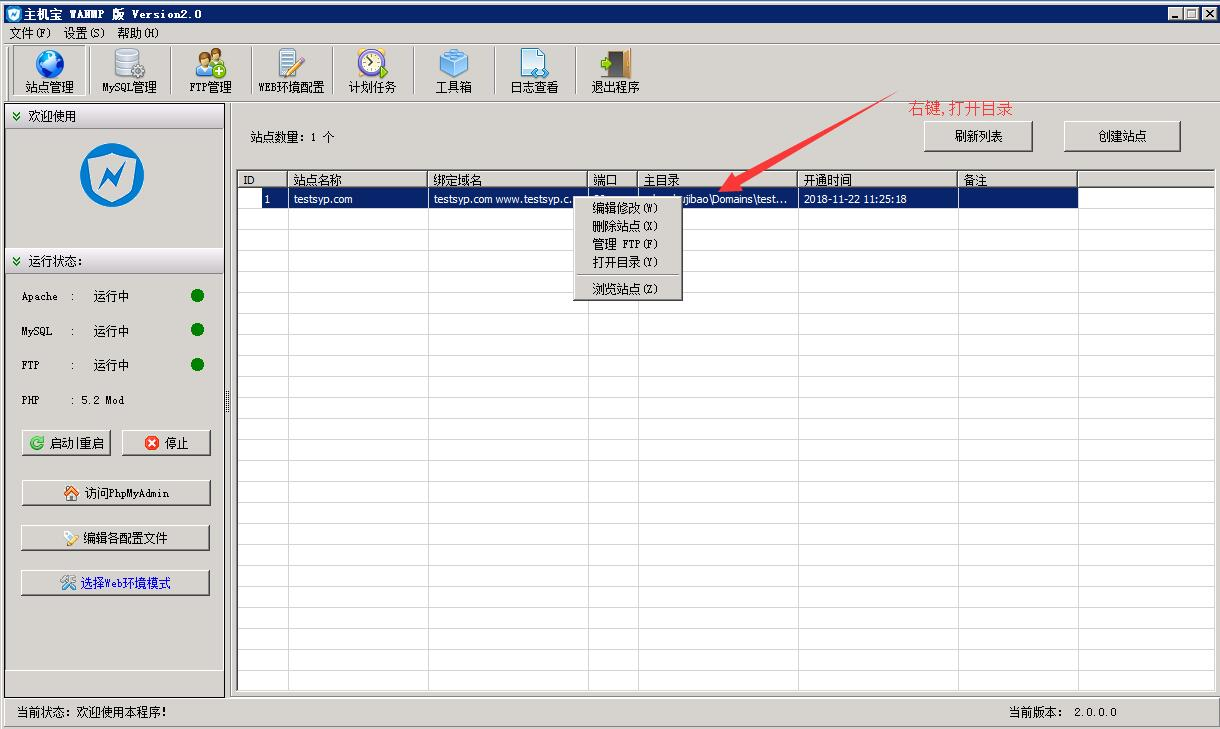 主机宝 WAMMP 版 Version2.0
文件(F) 设置(S) 帮助(H)
站点管理 MySQL管理 FTP管理 WEB环境配置 计划任务 工具箱 日志查看 退出程序
欢迎使用
右键,打开目录
站点数量: 1 个
刷新列表 创建站点
ID 站点名称 绑定域名 端口 主目录 开通时间 备注
1 testsyp.com testsyp.com www.testsyp.c... ujibao\Domains\test... 2018-11-22 11:25:18
编辑修改(W)
删除站点(X)
管理 FTP(F)
打开目录(Y)
浏览站点(Z)
运行状态:
Apache : 运行中
MySQL : 运行中
FTP : 运行中
PHP : 5.2 Mod
启动|重启 停止
访问PhpMyAdmin
编辑各配置文件
选择Web环境模式
当前状态: 欢迎使用本程序! 当前版本: 2.0.0.0